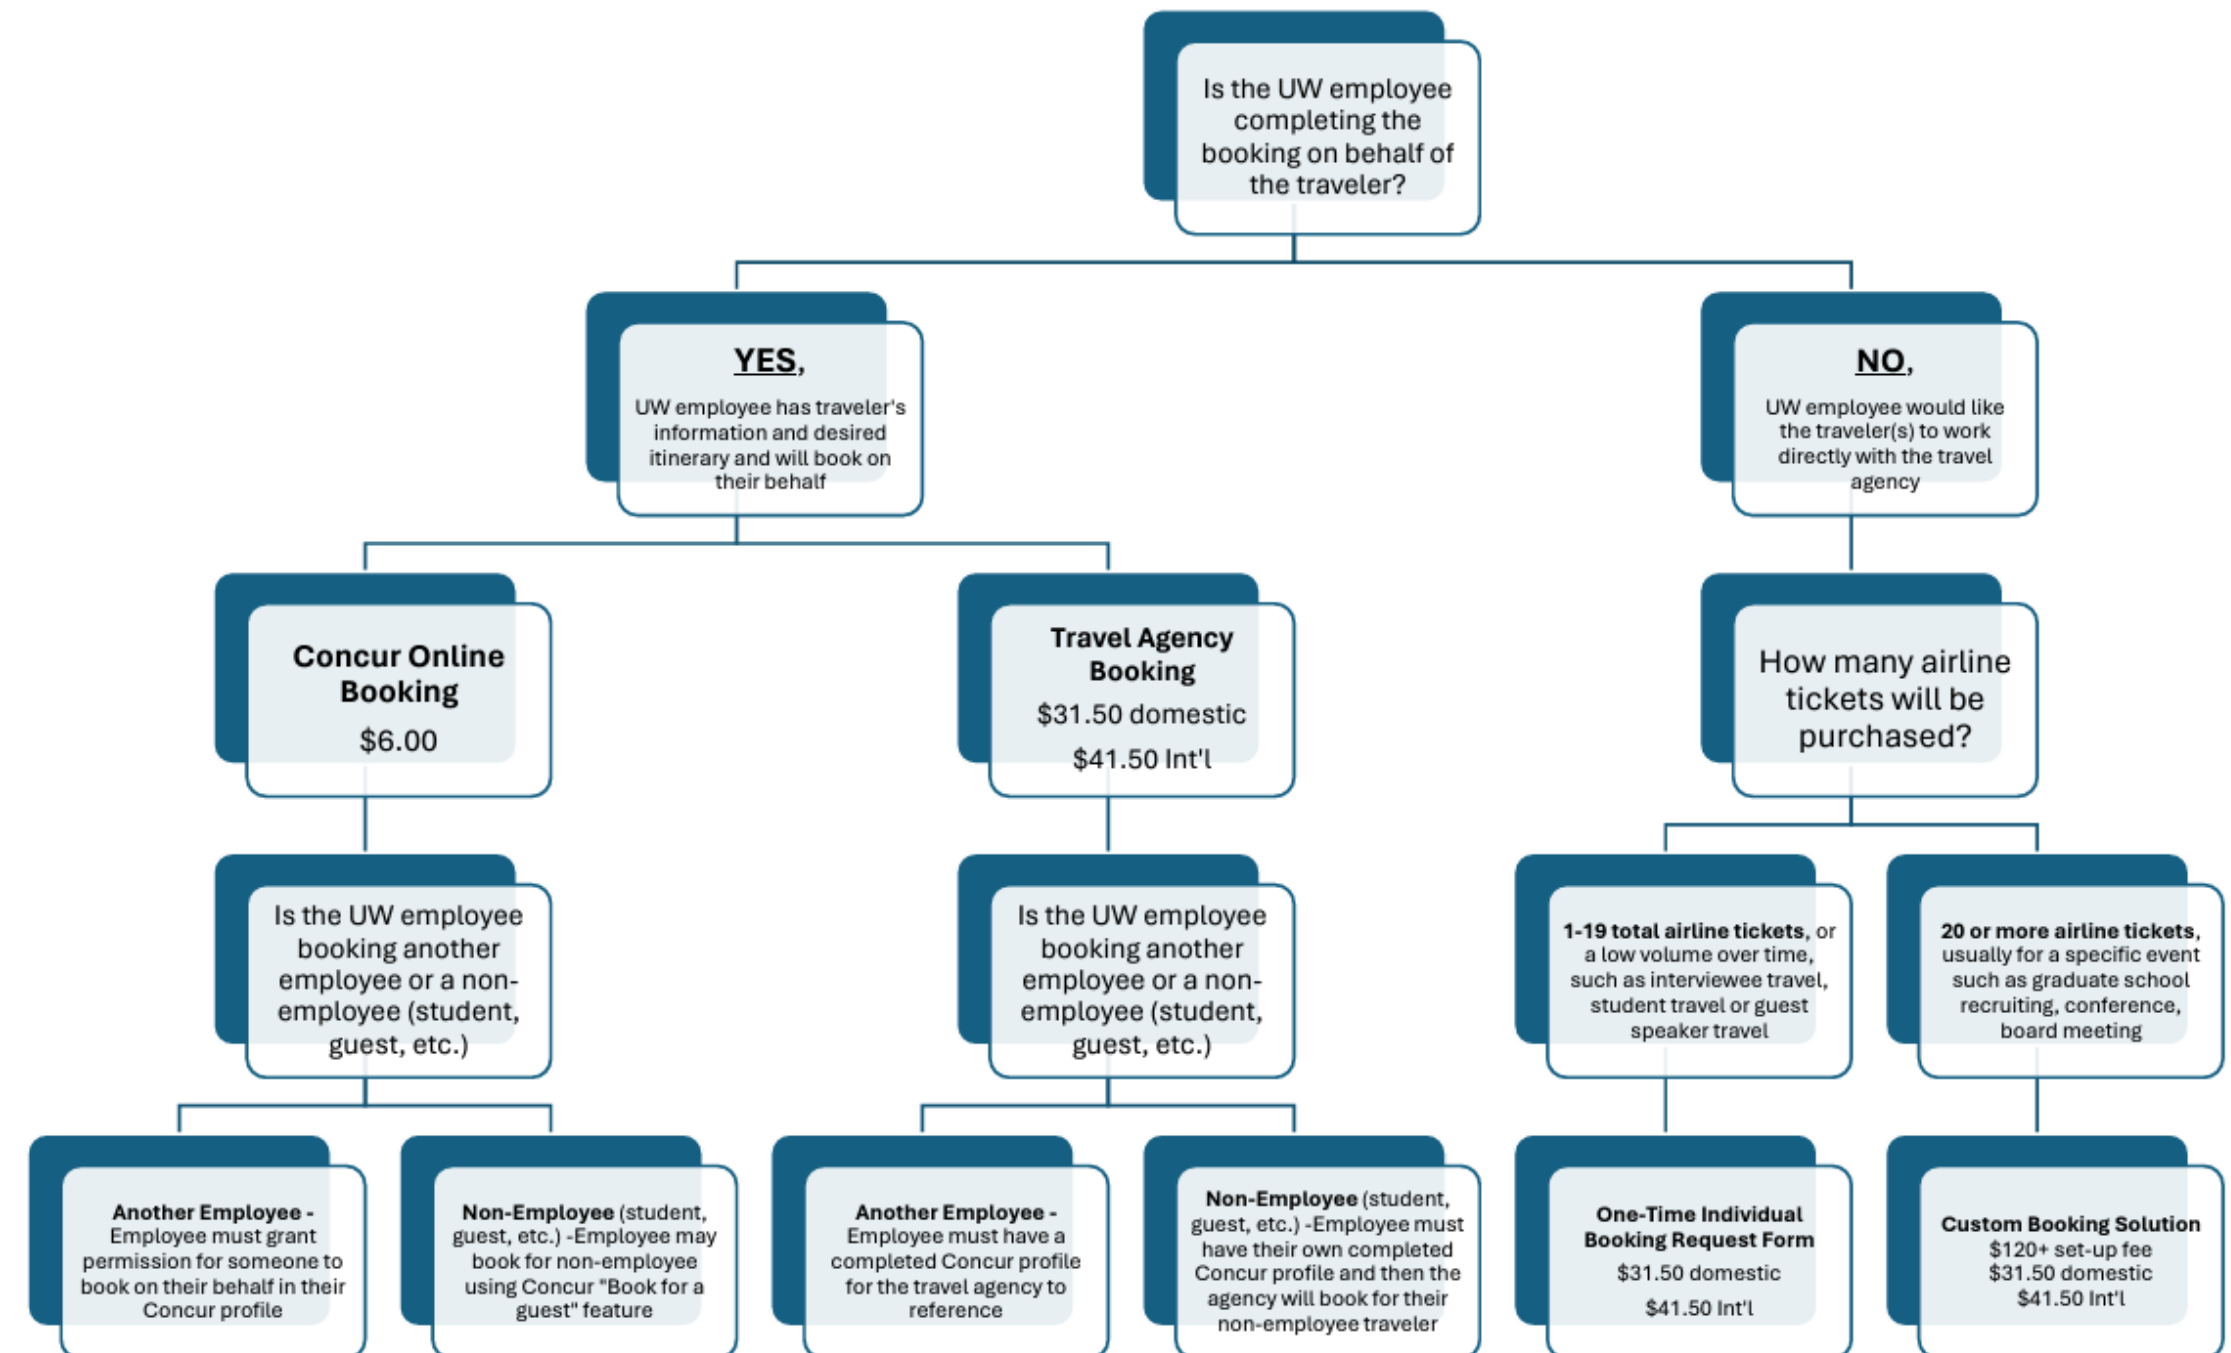 Is the UW employee
completing the
booking on behalf of
the traveler?
YES,
UW employee has traveler's
information and desired
itinerary and will book on
their behalf
NO,
UW employee would like
the traveler(s) to work
directly with the travel
agency
Concur Online
Booking
$6.00
Travel Agency
Booking
$31.50 domestic
$41.50 Int'l
How many airline
tickets will be
purchased?
Is the UW employee
booking another
employee or a non-
employee (student,
guest, etc.)
Is the UW employee
booking another
employee or a non-
employee (student,
guest, etc.)
1-19 total airline tickets, or
a low volume over time,
such as interviewee travel,
student travel or guest
speaker travel
20 or more airline tickets,
usually for a specific event
such as graduate school
recruiting, conference,
board meeting
Another Employee -
Employee must grant
permission for someone to
book on their behalf in their
Concur profile
Non-Employee (student,
guest, etc.) -Employee may
book for non-employee
using Concur "Book for a
guest" feature
Another Employee -
Employee must have a
completed Concur profile
for the travel agency to
reference
Non-Employee (student,
guest, etc.) -Employee must
have their own completed
Concur profile and then the
agency will book for their
non-employee traveler
One-Time Individual
Booking Request Form
$31.50 domestic
$41.50 Int'l
Custom Booking Solution
$120+ set-up fee
$31.50 domestic
$41.50 Int'l